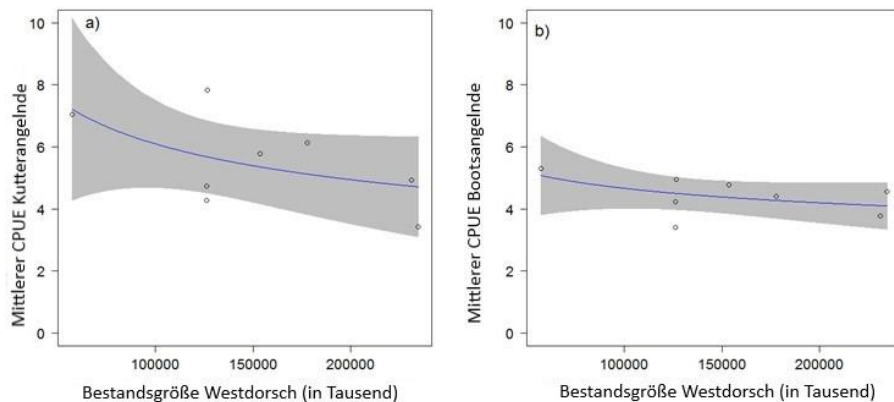 a)
Mittlerer CPUE Kutterangelnde
10
8
6
4
2
0
100000 150000 200000
Bestandsgröße Westdorsch (in Tausend)
b)
Mittlerer CPUE Bootsangelnde
10
8
6
4
2
0
100000 150000 200000
Bestandsgröße Westdorsch (in Tausend)